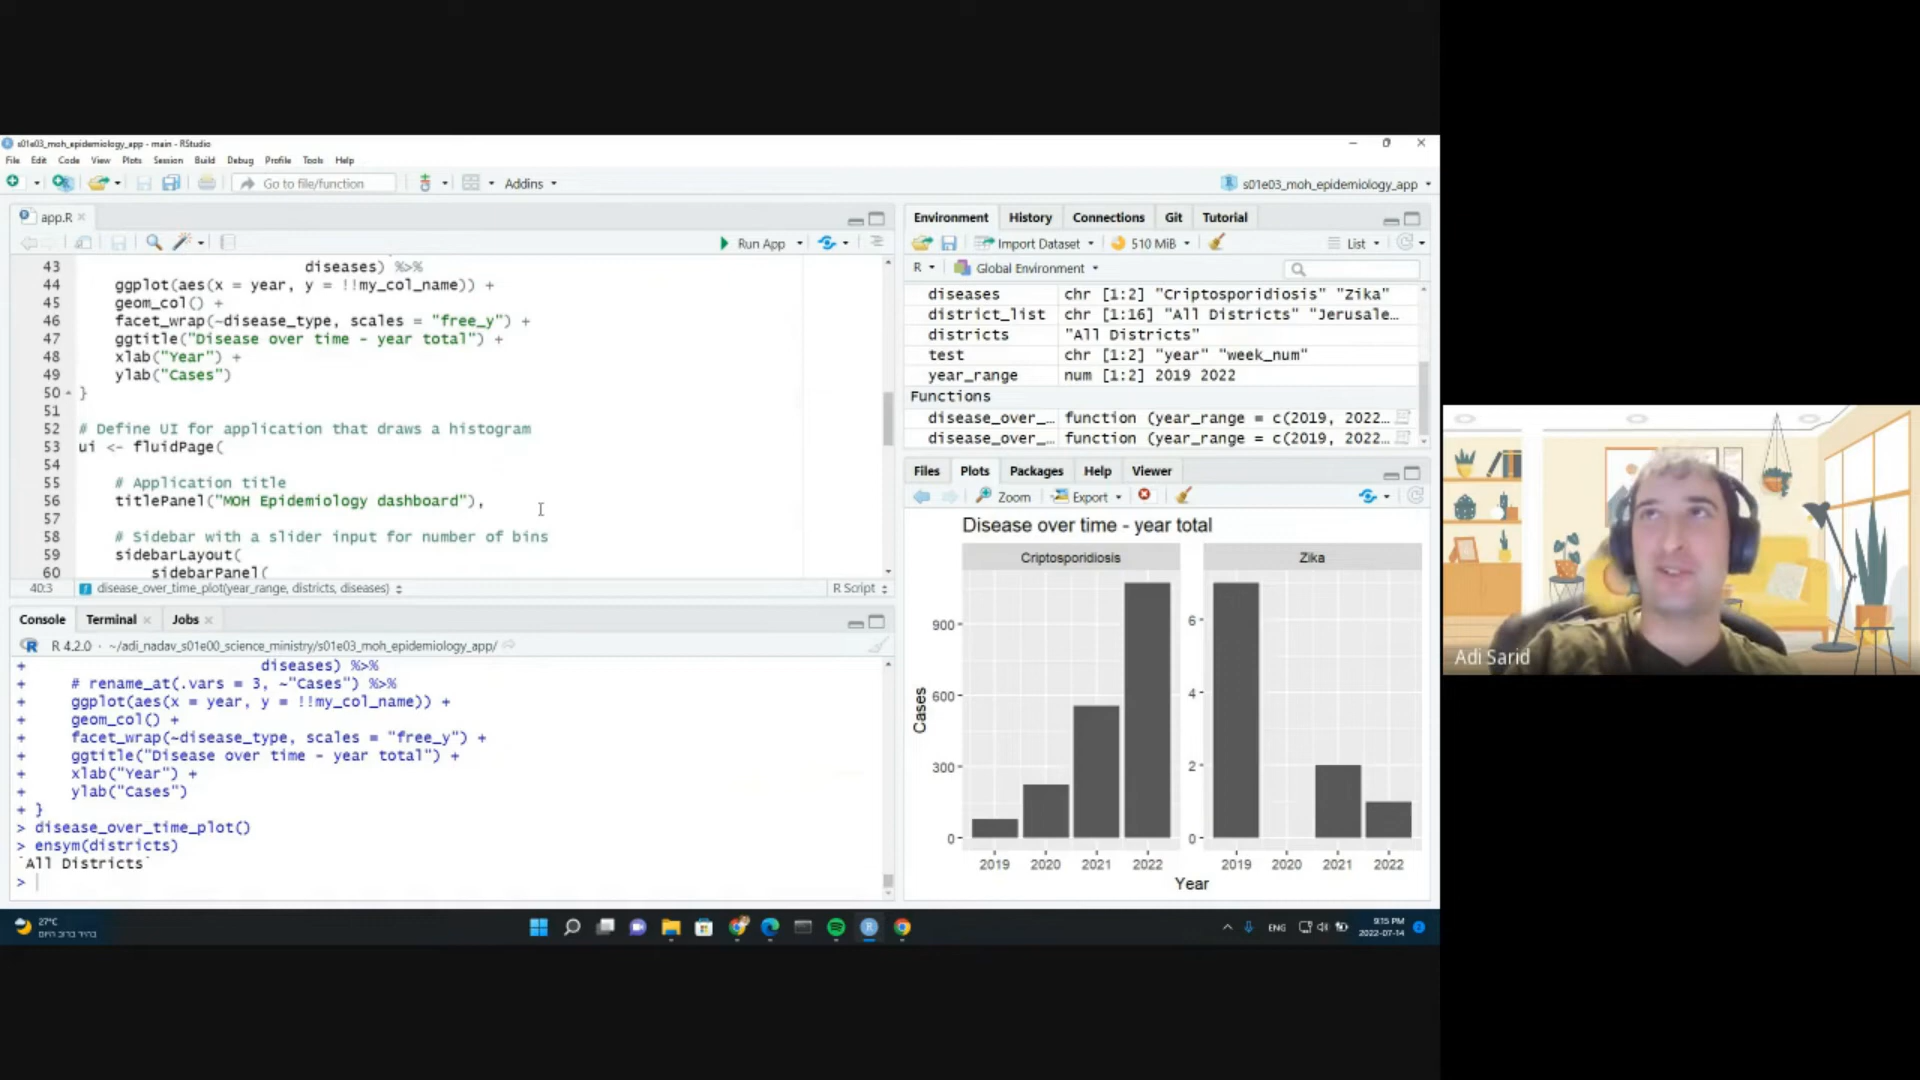 s01e03_moh_epidemiology_app - main - RStudio
File Edit Code View Plots Session Build Debug Profile Tools Help
Go to file/function
Addins
s01e03_moh_epidemiology_app
app.R
Run App
43 diseases) %>%
44 ggplot(aes(x = year, y = !!my_col_name)) +
45 geom_col() +
46 facet_wrap(~disease_type, scales = "free_y") +
47 ggtitle("Disease over time - year total") +
48 xlab("Year") +
49 ylab("Cases")
50 }
51
52 # Define UI for application that draws a histogram
53 ui <- fluidPage(
54
55 # Application title
56 titlePanel("MOH Epidemiology dashboard"),
57
58 # Sidebar with a slider input for number of bins
59 sidebarLayout(
60 sidebarPanel(
40:3 disease_over_time_plot(year_range, districts, diseases) R Script
Console Terminal Jobs
R 4.2.0 · ~/adi_nadav_s01e00_science_ministry/s01e03_moh_epidemiology_app/
+ diseases) %>%
+ # rename_at(.vars = 3, ~"Cases") %>%
+ ggplot(aes(x = year, y = !!my_col_name)) +
+ geom_col() +
+ facet_wrap(~disease_type, scales = "free_y") +
+ ggtitle("Disease over time - year total") +
+ xlab("Year") +
+ ylab("Cases")
+ }
> disease_over_time_plot()
> ensym(districts)
`All Districts`
>
Environment History Connections Git Tutorial
Import Dataset 510 MiB List
R Global Environment
diseases chr [1:2] "Criptosporidiosis" "Zika"
district_list chr [1:16] "All Districts" "Jerusale...
districts "All Districts"
test chr [1:2] "year" "week_num"
year_range num [1:2] 2019 2022
Functions
disease_over_... function (year_range = c(2019, 2022...
disease_over_... function (year_range = c(2019, 2022...
Files Plots Packages Help Viewer
Zoom Export
Disease over time - year total
Criptosporidiosis Zika
900
600
300
0
6
4
2
0
Cases
2019 2020 2021 2022 2019 2020 2021 2022
Year
Adi Sarid
27°C
בהיר ברוב היום
ENG
9:15 PM
2022-07-14